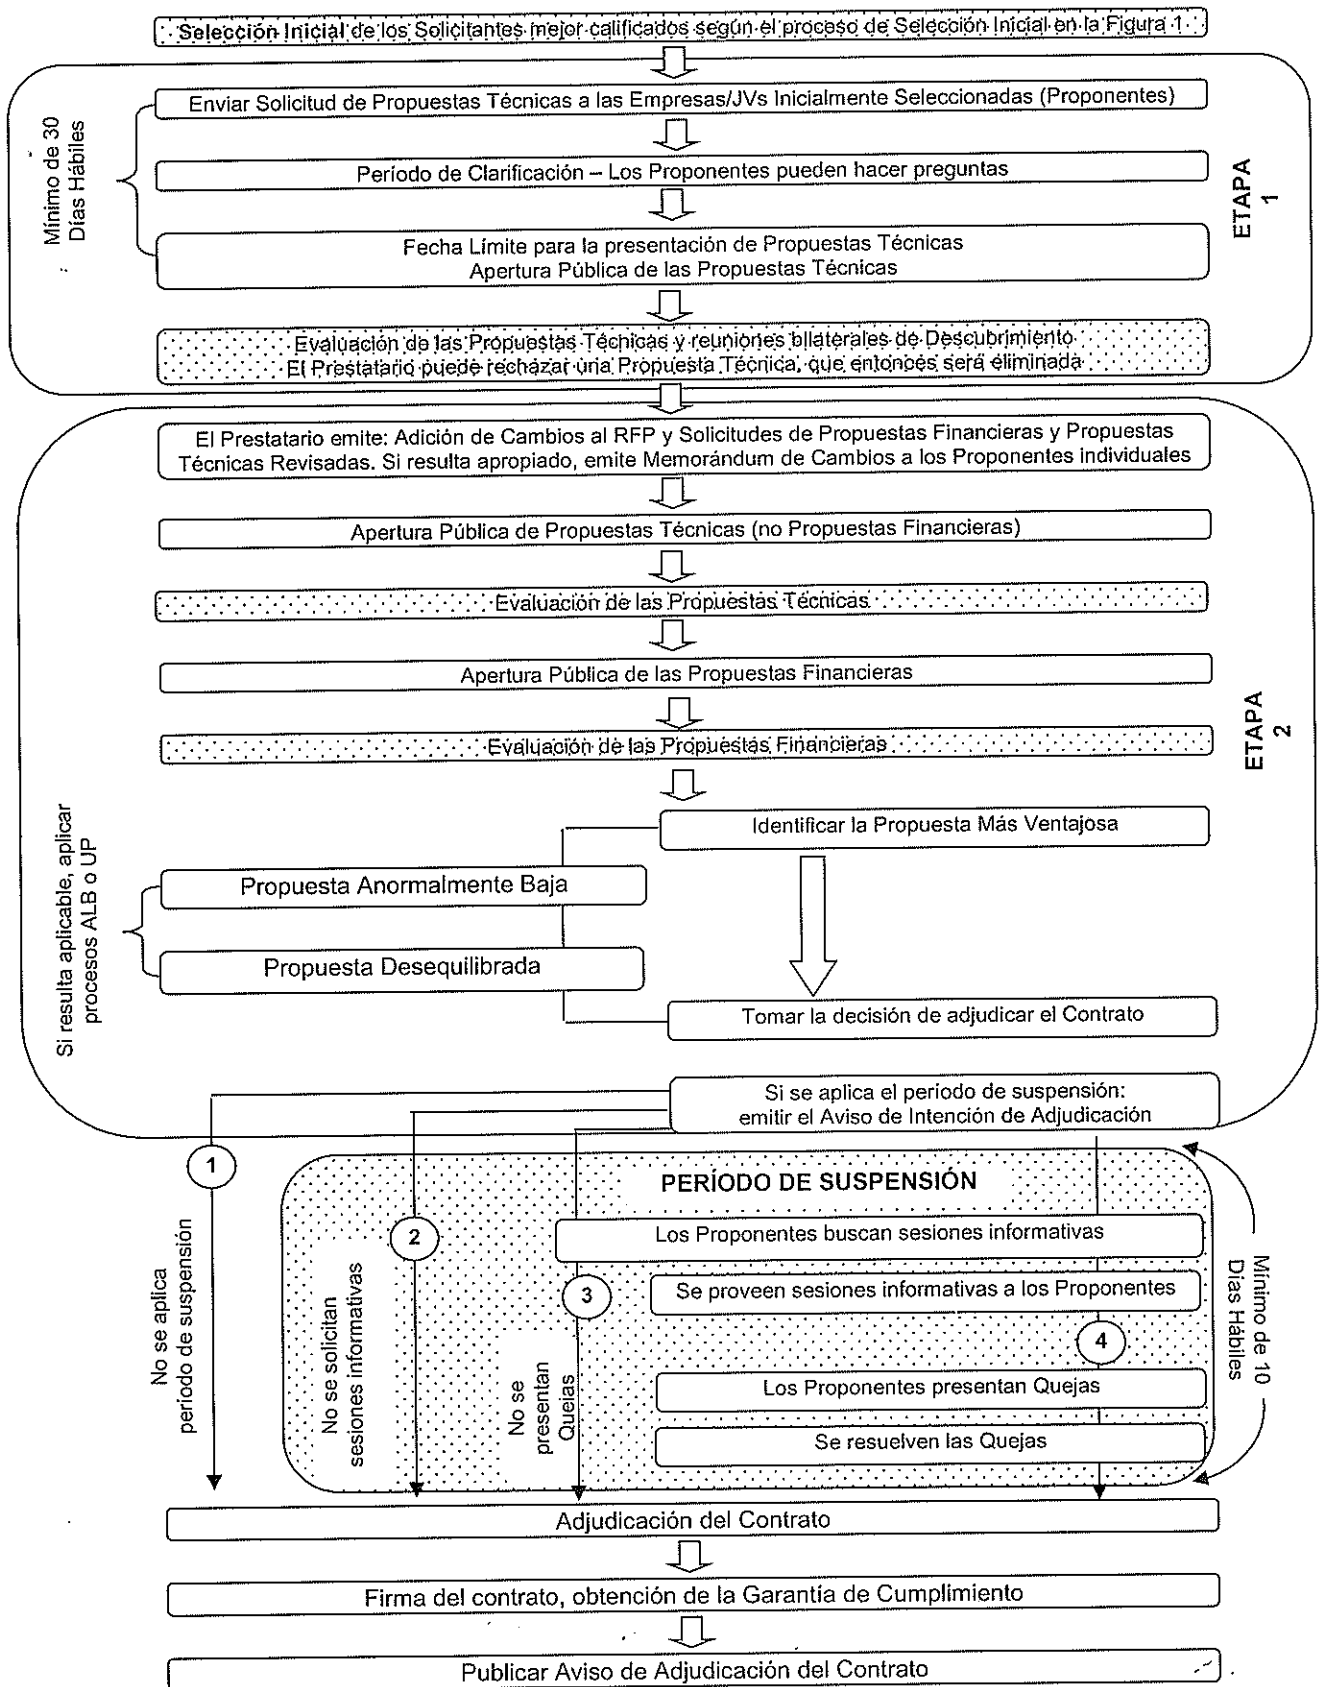 Selección Inicial de los Solicitantes mejor calificados según el proceso de Selección Inicial en la Figura 1
Mínimo de 30
Días Hábiles
Enviar Solicitud de Propuestas Técnicas a las Empresas/JVs Inicialmente Seleccionadas (Proponentes)
Período de Clarificación – Los Proponentes pueden hacer preguntas
Fecha Límite para la presentación de Propuestas Técnicas
Apertura Pública de las Propuestas Técnicas
Evaluación de las Propuestas Técnicas y reuniones bilaterales de Descubrimiento
El Prestatario puede rechazar una Propuesta Técnica, que entonces será eliminada
ETAPA
1
El Prestatario emite: Adición de Cambios al RFP y Solicitudes de Propuestas Financieras y Propuestas
Técnicas Revisadas. Si resulta apropiado, emite Memorándum de Cambios a los Proponentes individuales
Apertura Pública de Propuestas Técnicas (no Propuestas Financieras)
Evaluación de las Propuestas Técnicas
Apertura Pública de las Propuestas Financieras
Evaluación de las Propuestas Financieras
ETAPA
2
Identificar la Propuesta Más Ventajosa
Si resulta aplicable, aplicar
procesos ALB o UP
Propuesta Anormalmente Baja
Propuesta Desequilibrada
Tomar la decisión de adjudicar el Contrato
Si se aplica el período de suspensión:
emitir el Aviso de Intención de Adjudicación
1
No se aplica
período de suspensión
PERÍODO DE SUSPENSIÓN
2
No se solicitan
sesiones informativas
3
No se
presentan
Quejas
Los Proponentes buscan sesiones informativas
Se proveen sesiones informativas a los Proponentes
4
Los Proponentes presentan Quejas
Se resuelven las Quejas
Mínimo de 10
Días Hábiles
Adjudicación del Contrato
Firma del contrato, obtención de la Garantía de Cumplimiento
Publicar Aviso de Adjudicación del Contrato